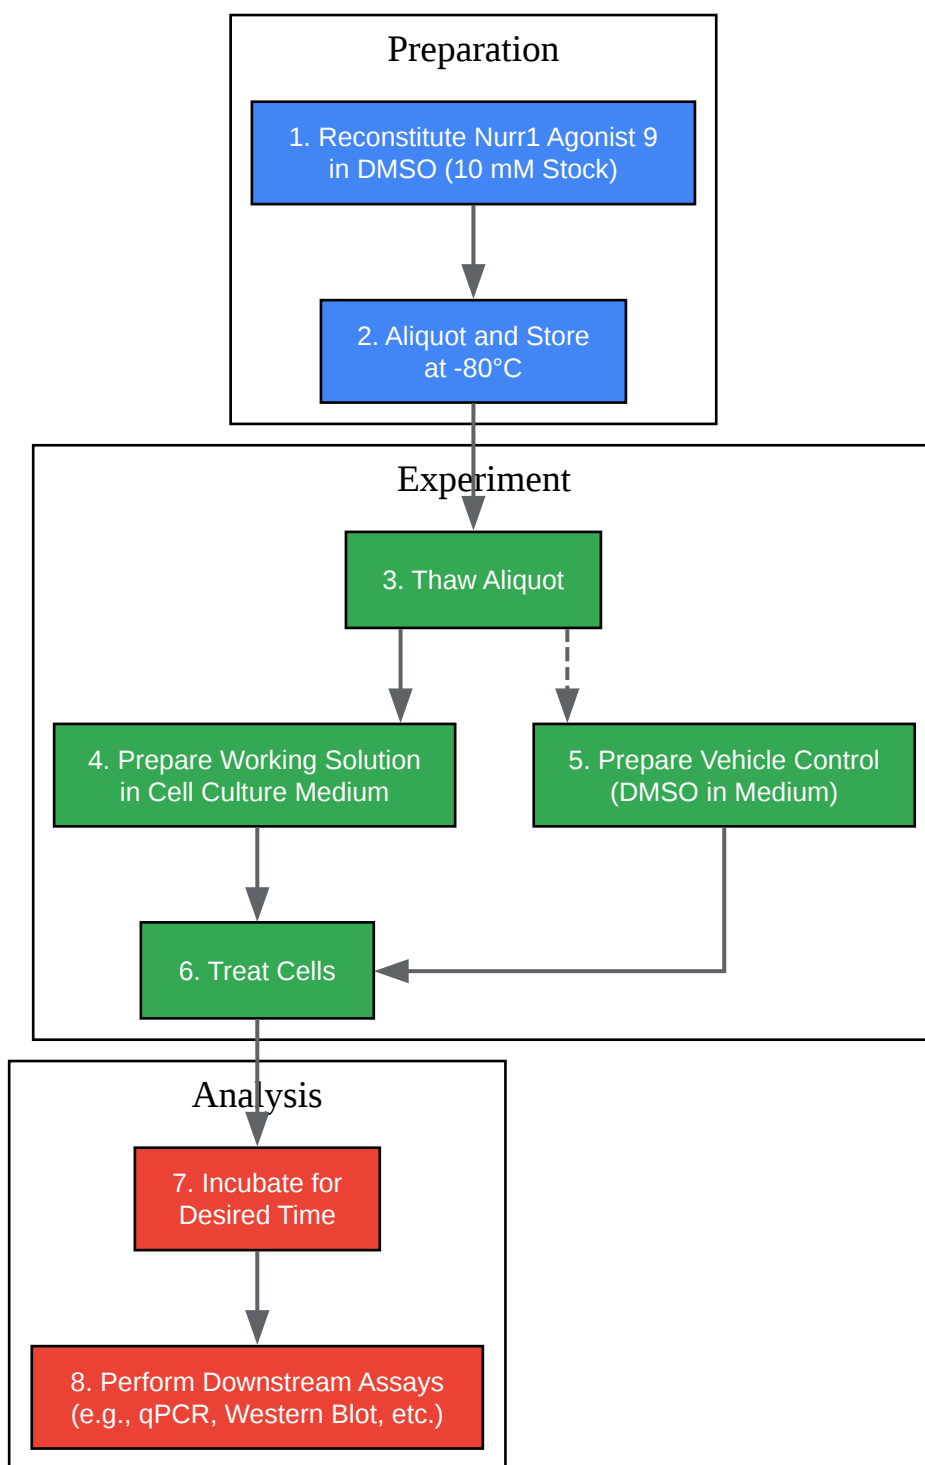 Preparation
1. Reconstitute Nurr1 Agonist 9
in DMSO (10 mM Stock)
2. Aliquot and Store
at -80°C
Experiment
3. Thaw Aliquot
4. Prepare Working Solution
in Cell Culture Medium
5. Prepare Vehicle Control
(DMSO in Medium)
6. Treat Cells
Analysis
7. Incubate for
Desired Time
8. Perform Downstream Assays
(e.g., qPCR, Western Blot, etc.)